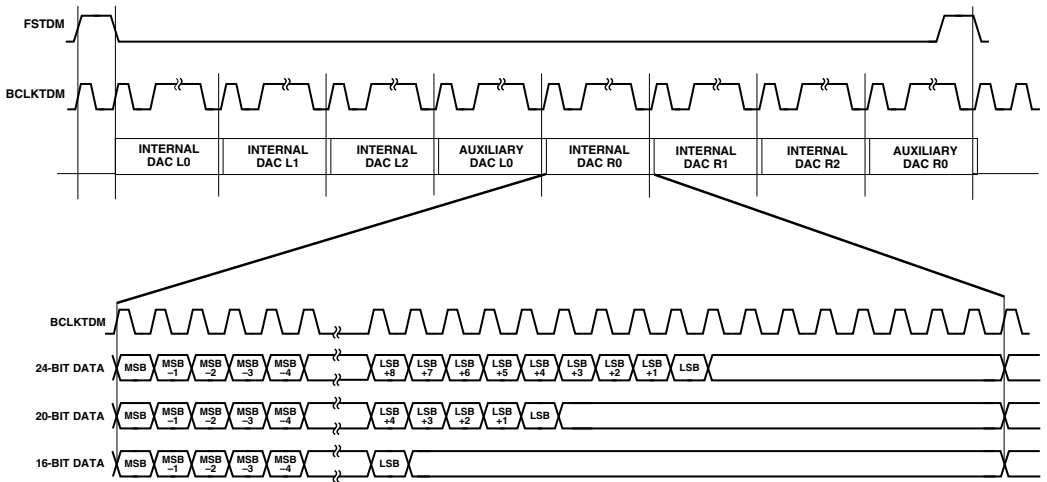 FSTDM
BCLKTDM
INTERNAL DAC L0
INTERNAL DAC L1
INTERNAL DAC L2
AUXILIARY DAC L0
INTERNAL DAC R0
INTERNAL DAC R1
INTERNAL DAC R2
AUXILIARY DAC R0
BCLKTDM
24-BIT DATA MSB MSB –1 MSB –2 MSB –3 MSB –4 LSB +8 LSB +7 LSB +6 LSB +5 LSB +4 LSB +3 LSB +2 LSB +1 LSB
20-BIT DATA MSB MSB –1 MSB –2 MSB –3 MSB –4 LSB +4 LSB +3 LSB +2 LSB +1 LSB
16-BIT DATA MSB MSB –1 MSB –2 MSB –3 MSB –4 LSB